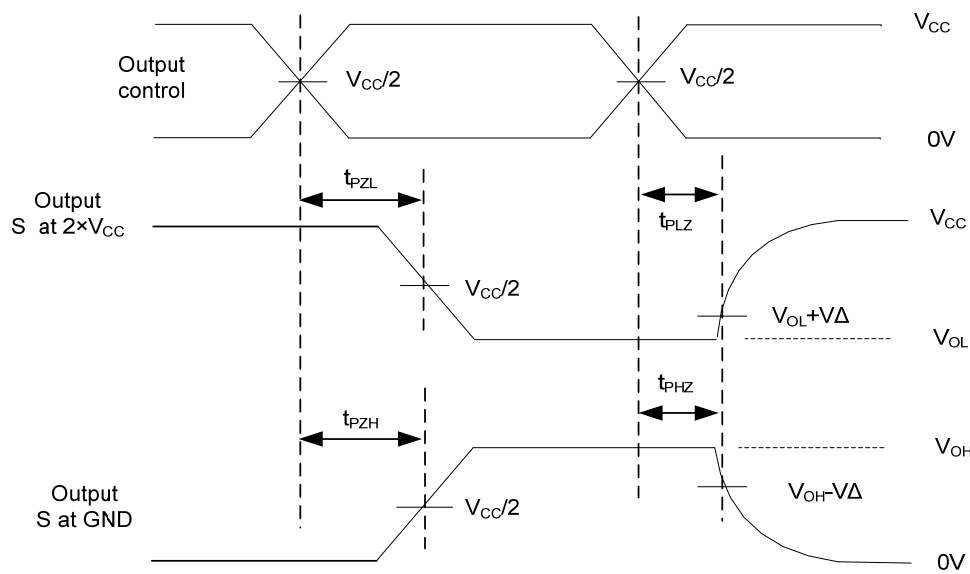 V_CC
Output
control
V_CC/2
V_CC/2
0V
t_PZL
Output
S at 2×V_CC
V_CC/2
t_PLZ
V_CC
V_OL+VΔ
V_OL
t_PZH
t_PHZ
V_OH
Output
S at GND
V_CC/2
V_OH-VΔ
0V